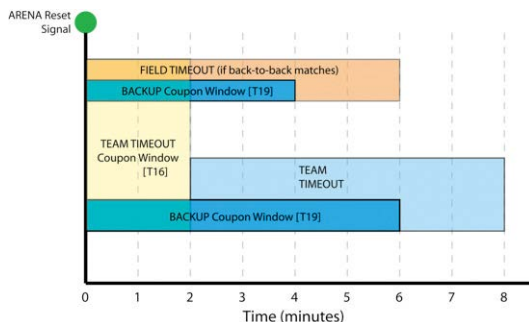 ARENA Reset
Signal
FIELD TIMEOUT (if back-to-back matches)
BACKUP Coupon Window [T19]
TEAM TIMEOUT
Coupon Window
[T16]
TEAM
TIMEOUT
BACKUP Coupon Window [T19]
0 1 2 3 4 5 6 7 8
Time (minutes)